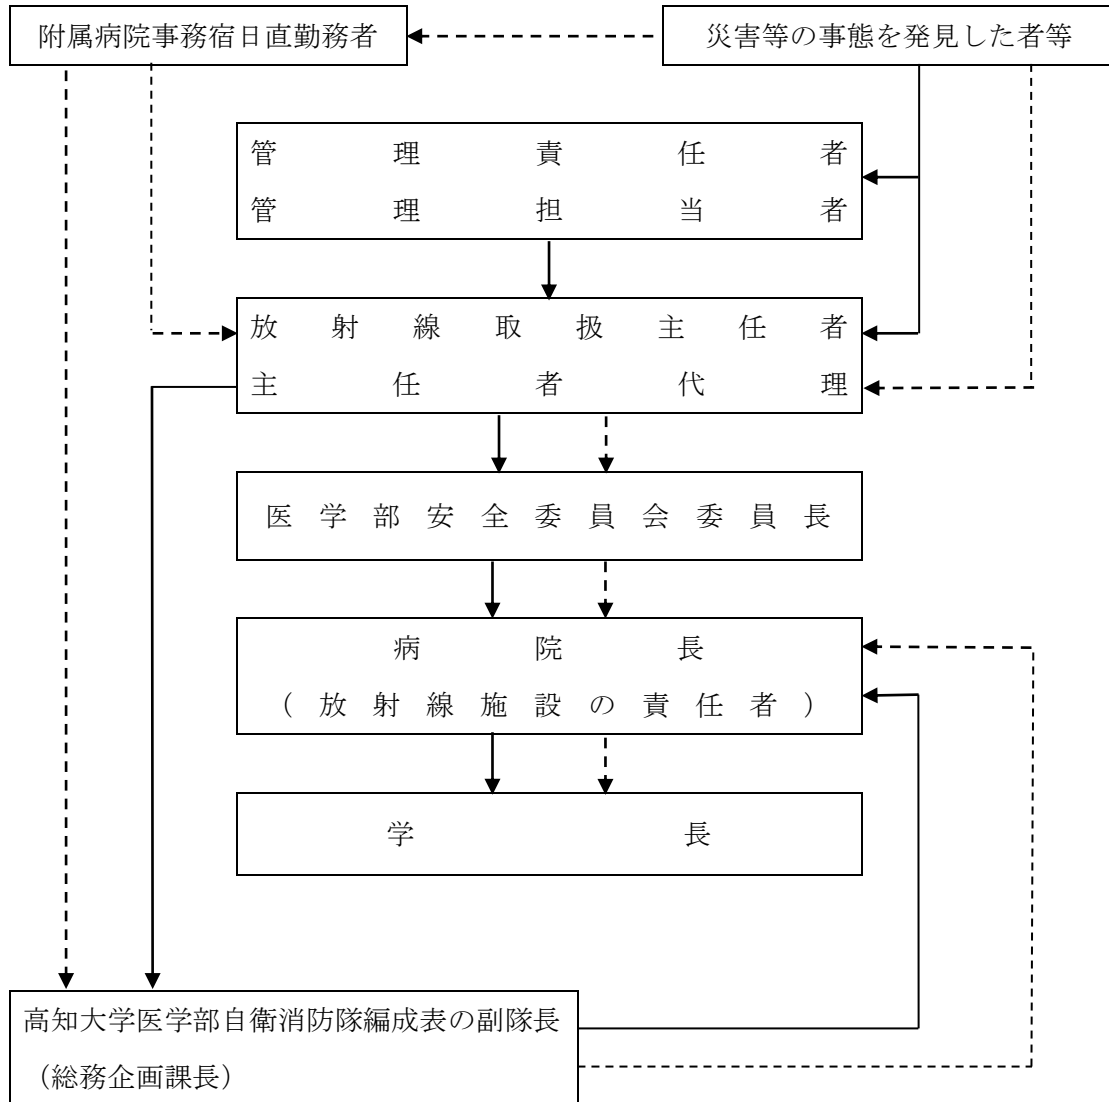 附属病院事務宿日直勤務者
災害等の事態を発見した者等
管理責任者
管理担当者
放射線取扱主任者
主任者代理
医学部安全委員会委員長
病院長
(放射線施設の責任者)
学長
高知大学医学部自衛消防隊編成表の副隊長
(総務企画課長)